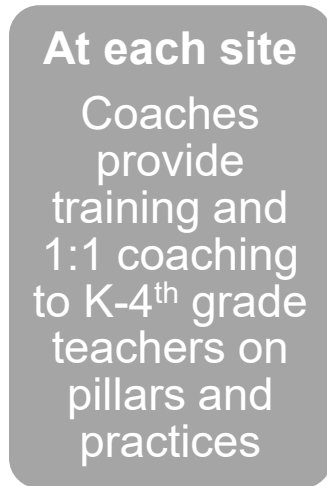 At each site
Coaches
provide
training and
1:1 coaching
to K-4th grade
teachers on
pillars and
practices